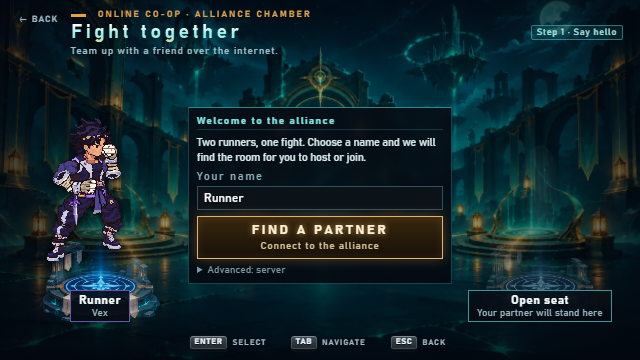 ← BACK
ONLINE CO-OP · ALLIANCE CHAMBER
Fight together
Team up with a friend over the internet.
Step 1 · Say hello
Welcome to the alliance
Two runners, one fight. Choose a name and we will
find the room for you to host or join.
Your name
Runner
FIND A PARTNER
Connect to the alliance
▶ Advanced: server
Runner
Vex
Open seat
Your partner will stand here
ENTER SELECT TAB NAVIGATE ESC BACK